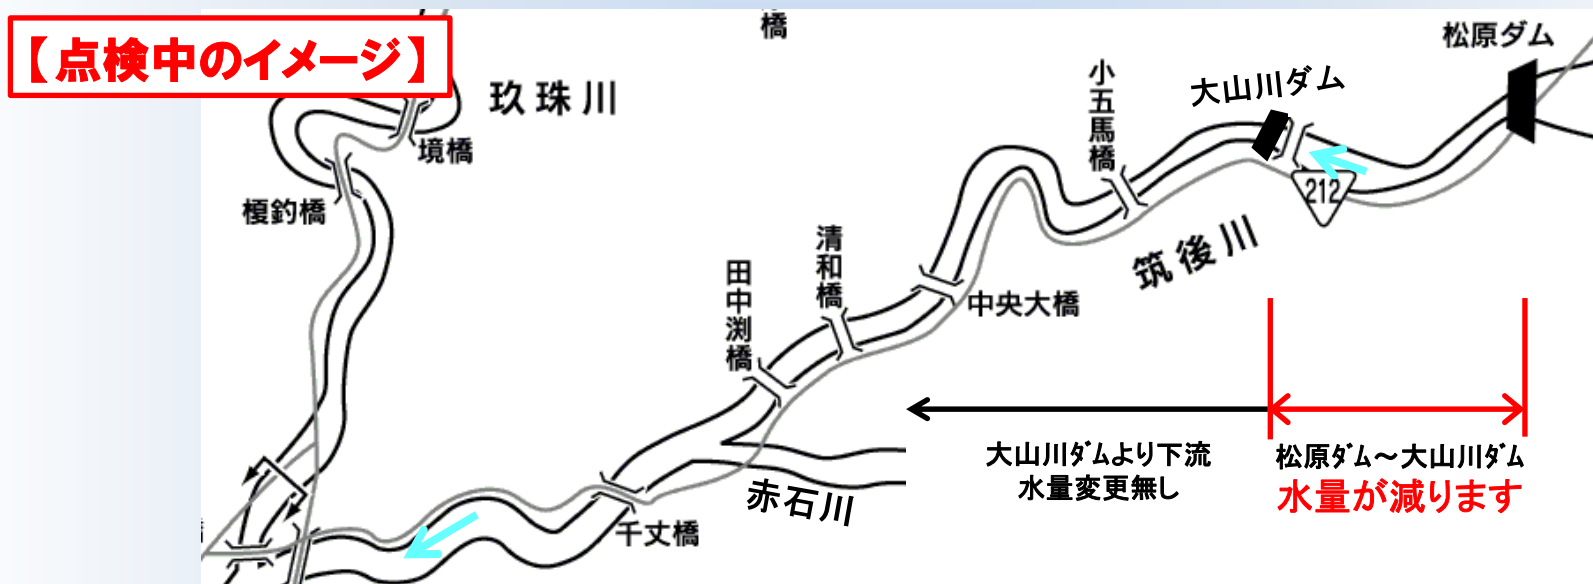 【点検中のイメージ】
橋
松原ダム
玖珠川
小五馬橋
大山川ダム
境橋
212
榎釣橋
筑後川
清和橋
田中渕橋
中央大橋
大山川ダムより下流
水量変更無し
松原ダム～大山川ダム
水量が減ります
赤石川
千丈橋